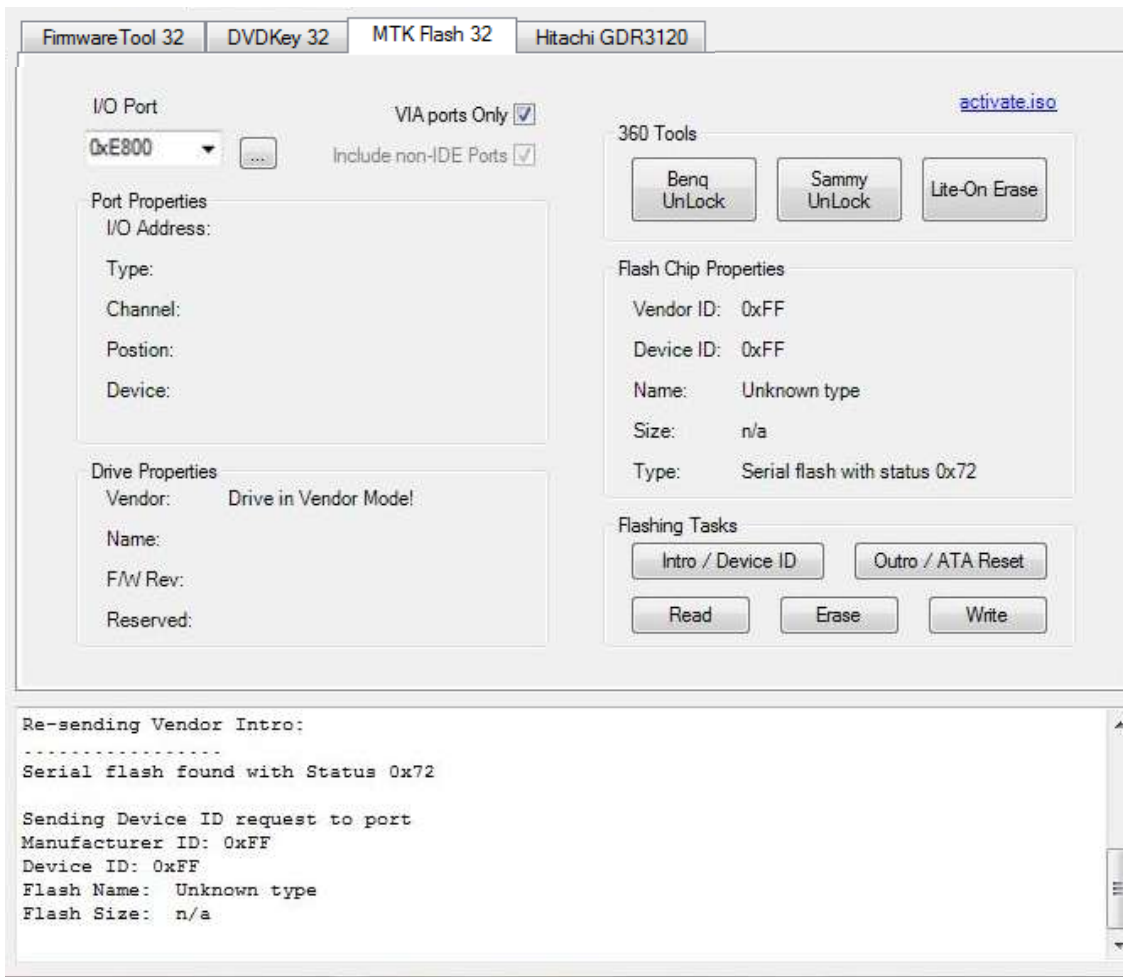 FirmwareTool 32 DVDKey 32 MTK Flash 32 Hitachi GDR3120
I/O Port
VIA ports Only
activate.iso
0xE800
...
Include non-IDE Ports
360 Tools
Benq UnLock
Sammy UnLock
Lite-On Erase
Port Properties
I/O Address:
Type:
Channel:
Postion:
Device:
Flash Chip Properties
Vendor ID: 0xFF
Device ID: 0xFF
Name: Unknown type
Size: n/a
Type: Serial flash with status 0x72
Drive Properties
Vendor: Drive in Vendor Mode!
Name:
F/W Rev:
Reserved:
Flashing Tasks
Intro / Device ID Outro / ATA Reset
Read Erase Write
Re-sending Vendor Intro:
.................
Serial flash found with Status 0x72
Sending Device ID request to port
Manufacturer ID: 0xFF
Device ID: 0xFF
Flash Name: Unknown type
Flash Size: n/a